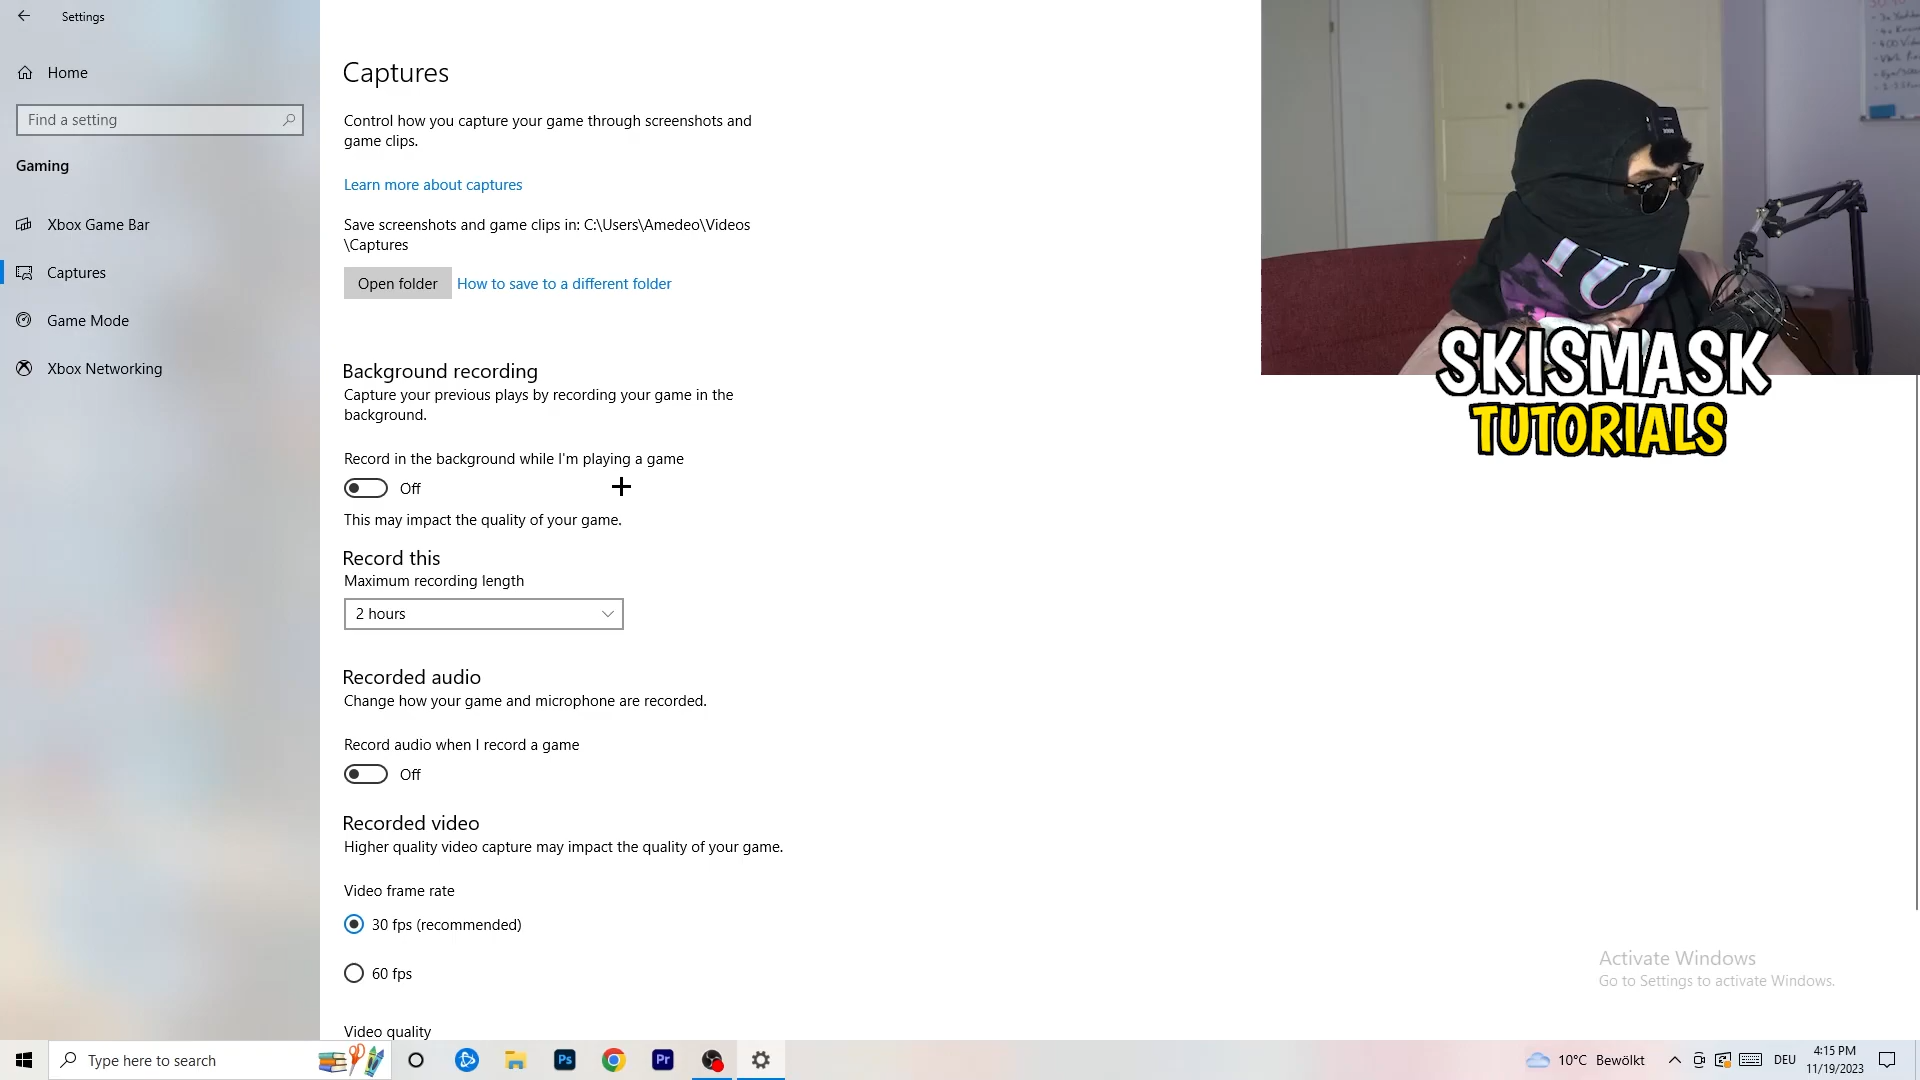 Settings
Home
Find a setting
Gaming
Xbox Game Bar
Captures
Game Mode
Xbox Networking
Captures
Control how you capture your game through screenshots and
game clips.
Learn more about captures
Save screenshots and game clips in: C:\Users\Amedeo\Videos
\Captures
Open folder
How to save to a different folder
Background recording
Capture your previous plays by recording your game in the
background.
Record in the background while I'm playing a game
Off
This may impact the quality of your game.
Record this
Maximum recording length
2 hours
Recorded audio
Change how your game and microphone are recorded.
Record audio when I record a game
Off
Recorded video
Higher quality video capture may impact the quality of your game.
Video frame rate
30 fps (recommended)
60 fps
Video quality
SKISMASK
TUTORIALS
Activate Windows
Go to Settings to activate Windows.
Type here to search
Ps
Pr
10°C Bewölkt
DEU
4:15 PM
11/19/2023